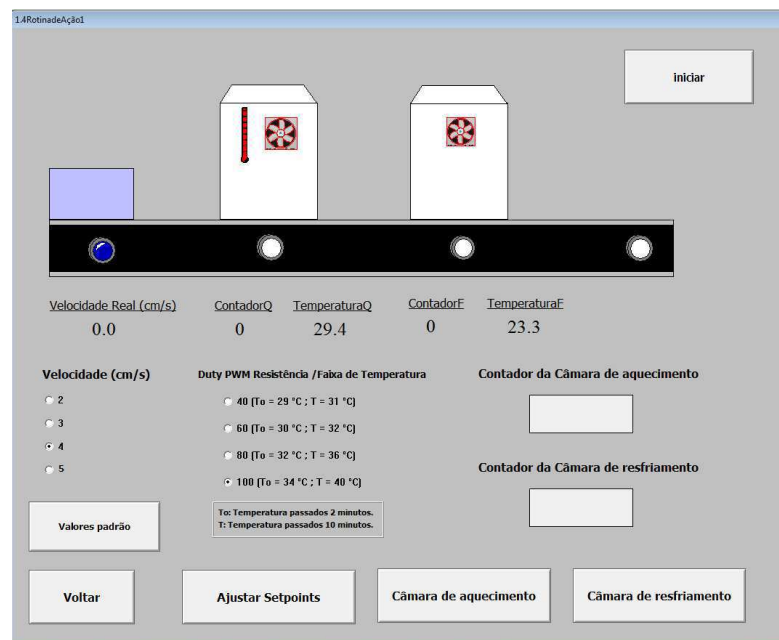 1.4RotinadeAção1
iniciar
Velocidade Real (cm/s)
ContadorQ
TemperaturaQ
ContadorF
TemperaturaF
0.0
0
29.4
0
23.3
Velocidade (cm/s)
2
3
4
5
Duty PWM Resistência /Faixa de Temperatura
40 (To = 29 °C ; T = 31 °C)
60 (To = 30 °C ; T = 32 °C)
80 (To = 32 °C ; T = 36 °C)
100 (To = 34 °C ; T = 40 °C)
To: Temperatura passados 2 minutos.
T: Temperatura passados 10 minutos.
Contador da Câmara de aquecimento
Contador da Câmara de resfriamento
Valores padrão
Voltar
Ajustar Setpoints
Câmara de aquecimento
Câmara de resfriamento